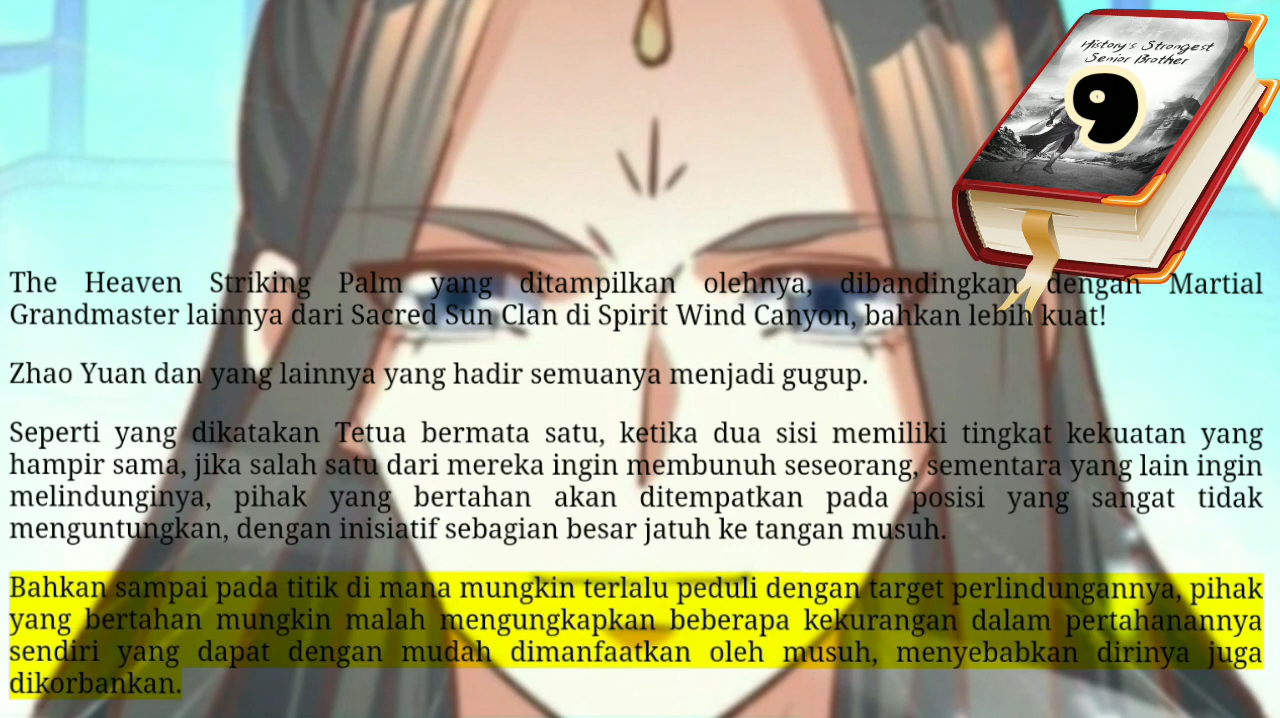 History's Strongest
Senior Brother
9
The Heaven Striking Palm yang ditampilkan olehnya, dibandingkan dengan Martial
Grandmaster lainnya dari Sacred Sun Clan di Spirit Wind Canyon, bahkan lebih kuat!
Zhao Yuan dan yang lainnya yang hadir semuanya menjadi gugup.
Seperti yang dikatakan Tetua bermata satu, ketika dua sisi memiliki tingkat kekuatan yang
hampir sama, jika salah satu dari mereka ingin membunuh seseorang, sementara yang lain ingin
melindunginya, pihak yang bertahan akan ditempatkan pada posisi yang sangat tidak
menguntungkan, dengan inisiatif sebagian besar jatuh ke tangan musuh.
Bahkan sampai pada titik di mana mungkin terlalu peduli dengan target perlindungannya, pihak
yang bertahan mungkin malah mengungkapkan beberapa kekurangan dalam pertahanannya
sendiri yang dapat dengan mudah dimanfaatkan oleh musuh, menyebabkan dirinya juga
dikorbankan.